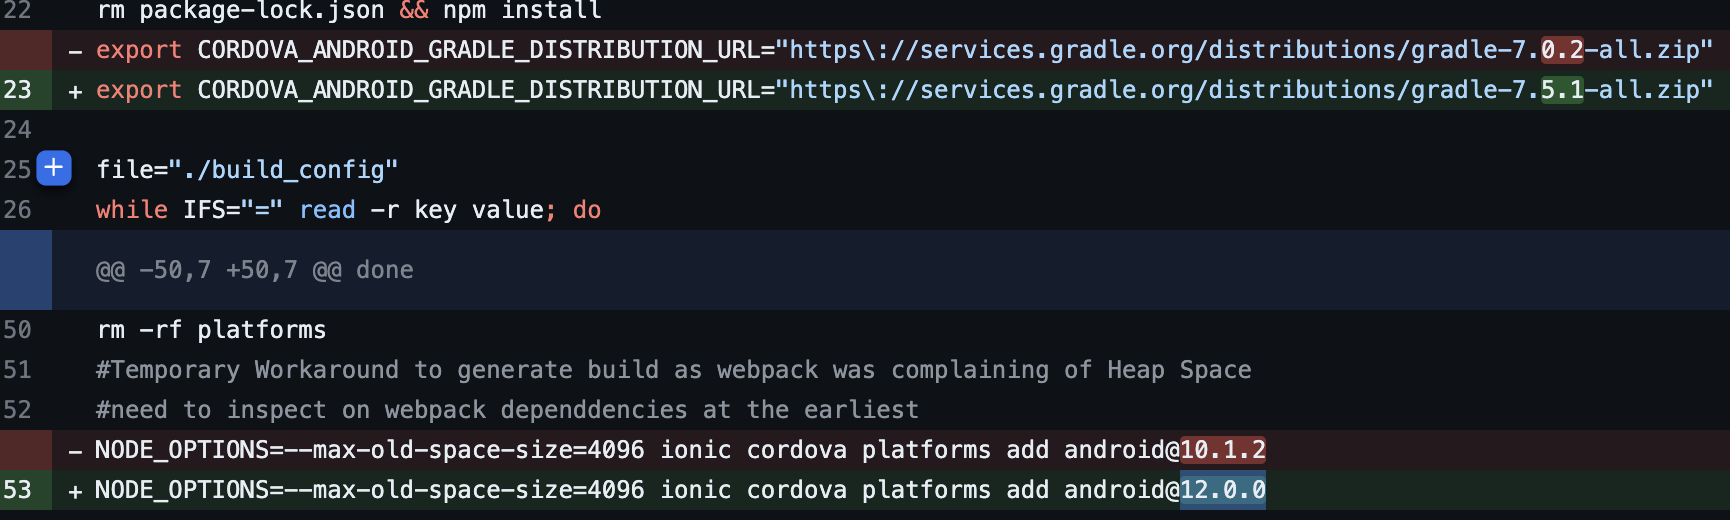 22 rm package-lock.json && npm install
- export CORDOVA_ANDROID_GRADLE_DISTRIBUTION_URL="https\://services.gradle.org/distributions/gradle-7.0.2-all.zip"
23 + export CORDOVA_ANDROID_GRADLE_DISTRIBUTION_URL="https\://services.gradle.org/distributions/gradle-7.5.1-all.zip"
24
25 + file="./build_config"
26 while IFS="=" read -r key value; do
@@ -50,7 +50,7 @@ done
50 rm -rf platforms
51 #Temporary Workaround to generate build as webpack was complaining of Heap Space
52 #need to inspect on webpack dependdencies at the earliest
- NODE_OPTIONS=--max-old-space-size=4096 ionic cordova platforms add android@10.1.2
53 + NODE_OPTIONS=--max-old-space-size=4096 ionic cordova platforms add android@12.0.0